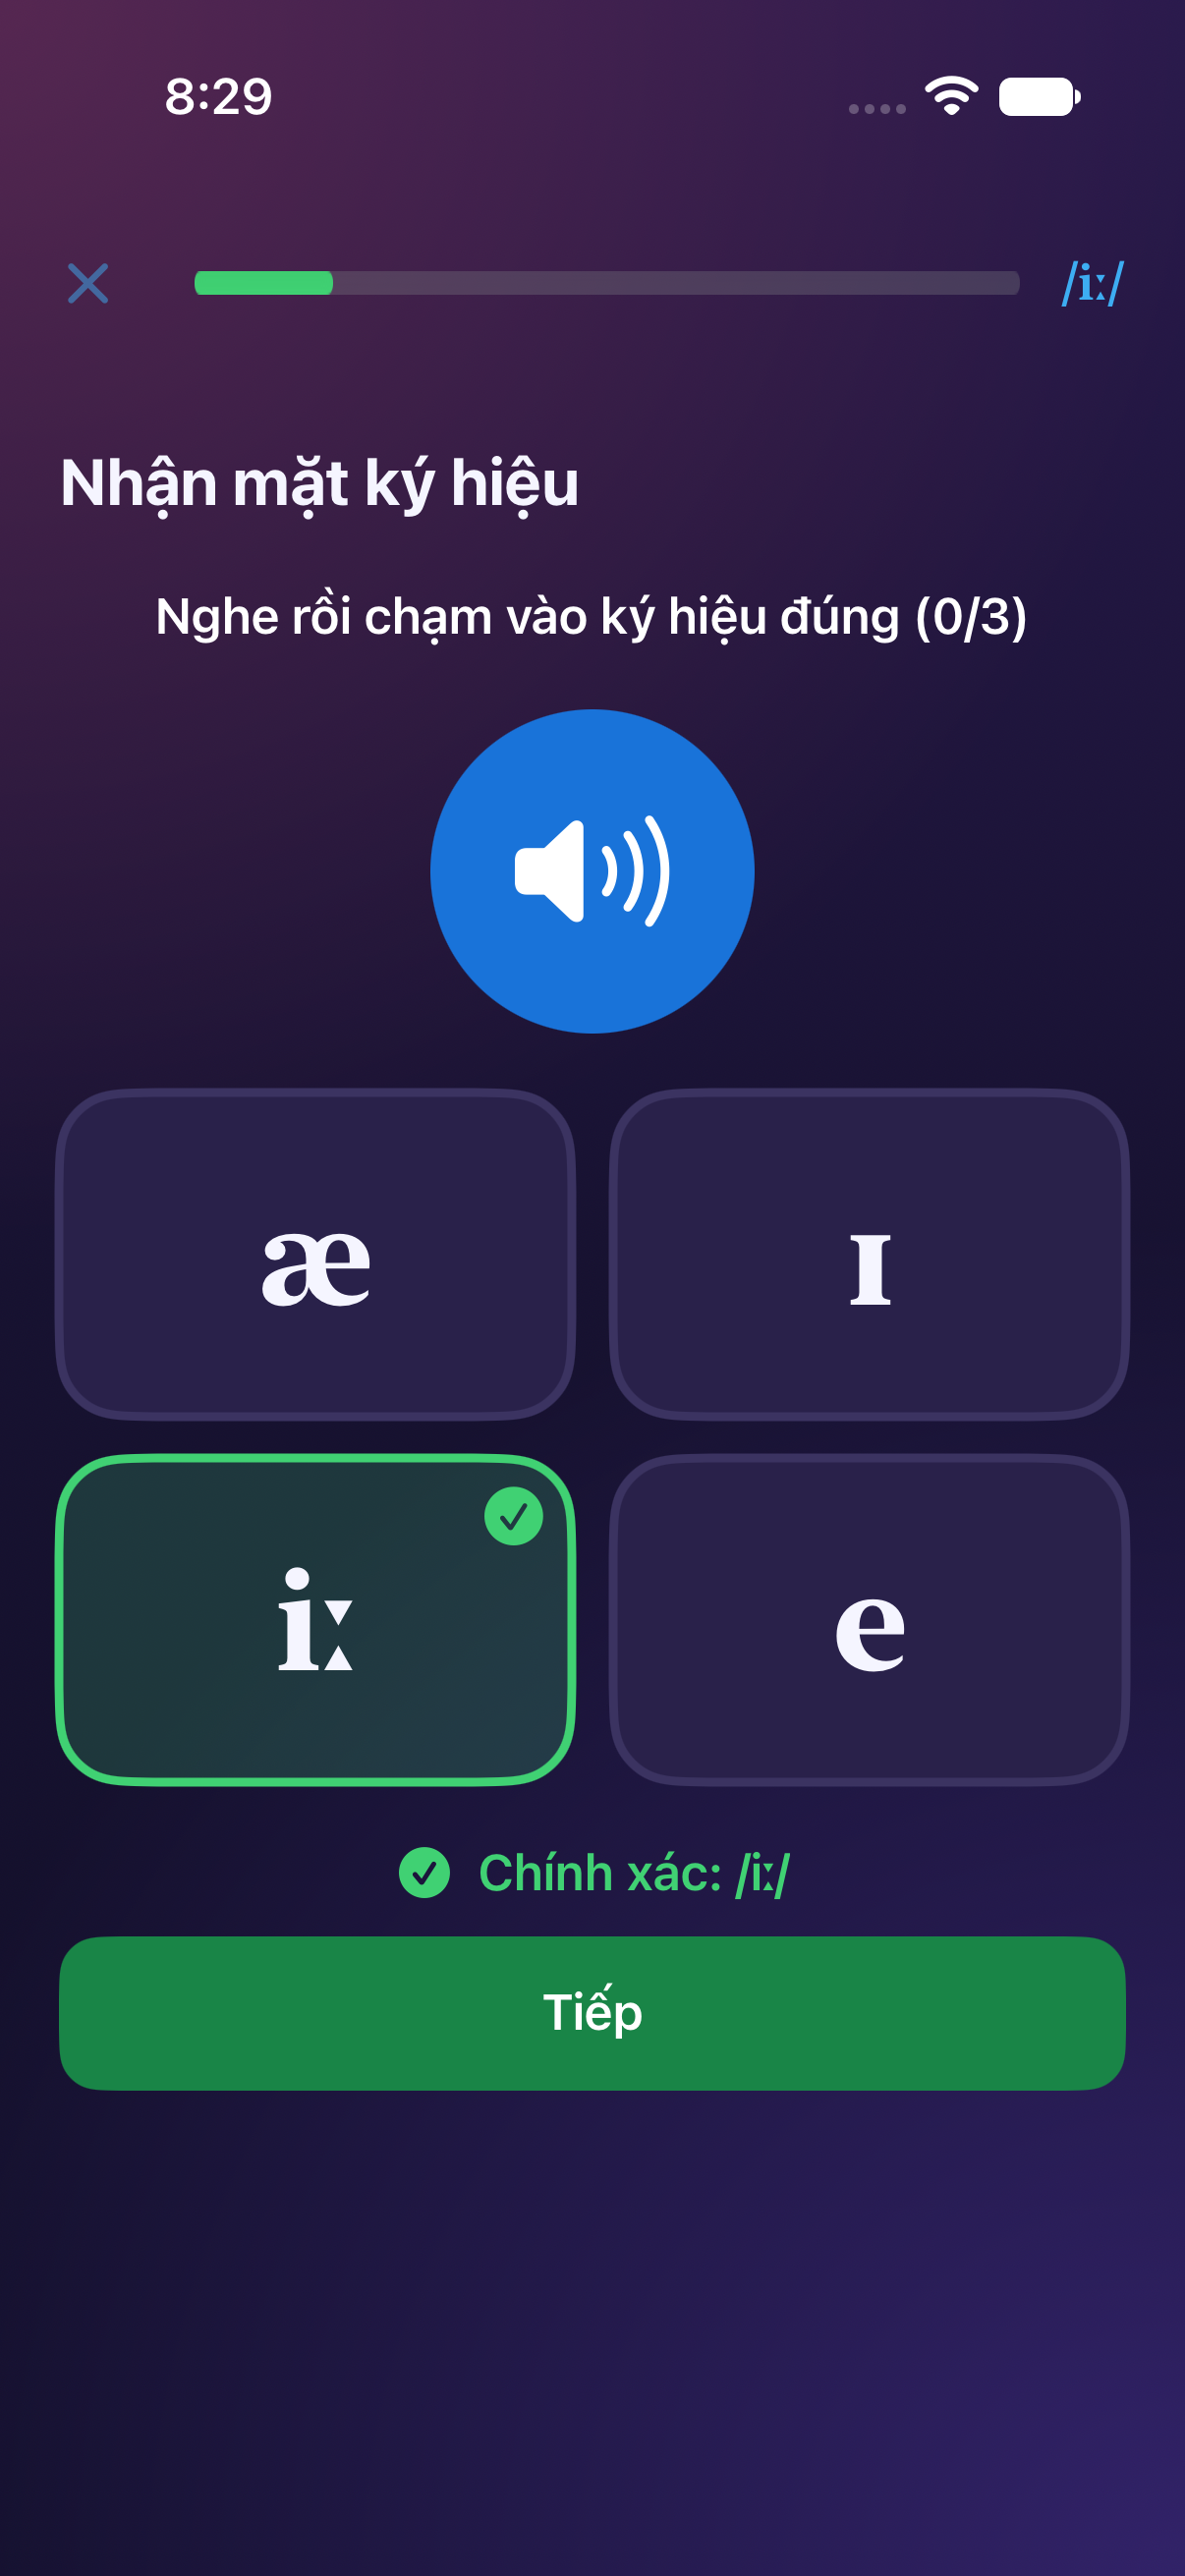 8:29
/iː/
Nhận mặt ký hiệu
Nghe rồi chạm vào ký hiệu đúng (0/3)
æ
ɪ
iː
e
Chính xác: /iː/
Tiếp